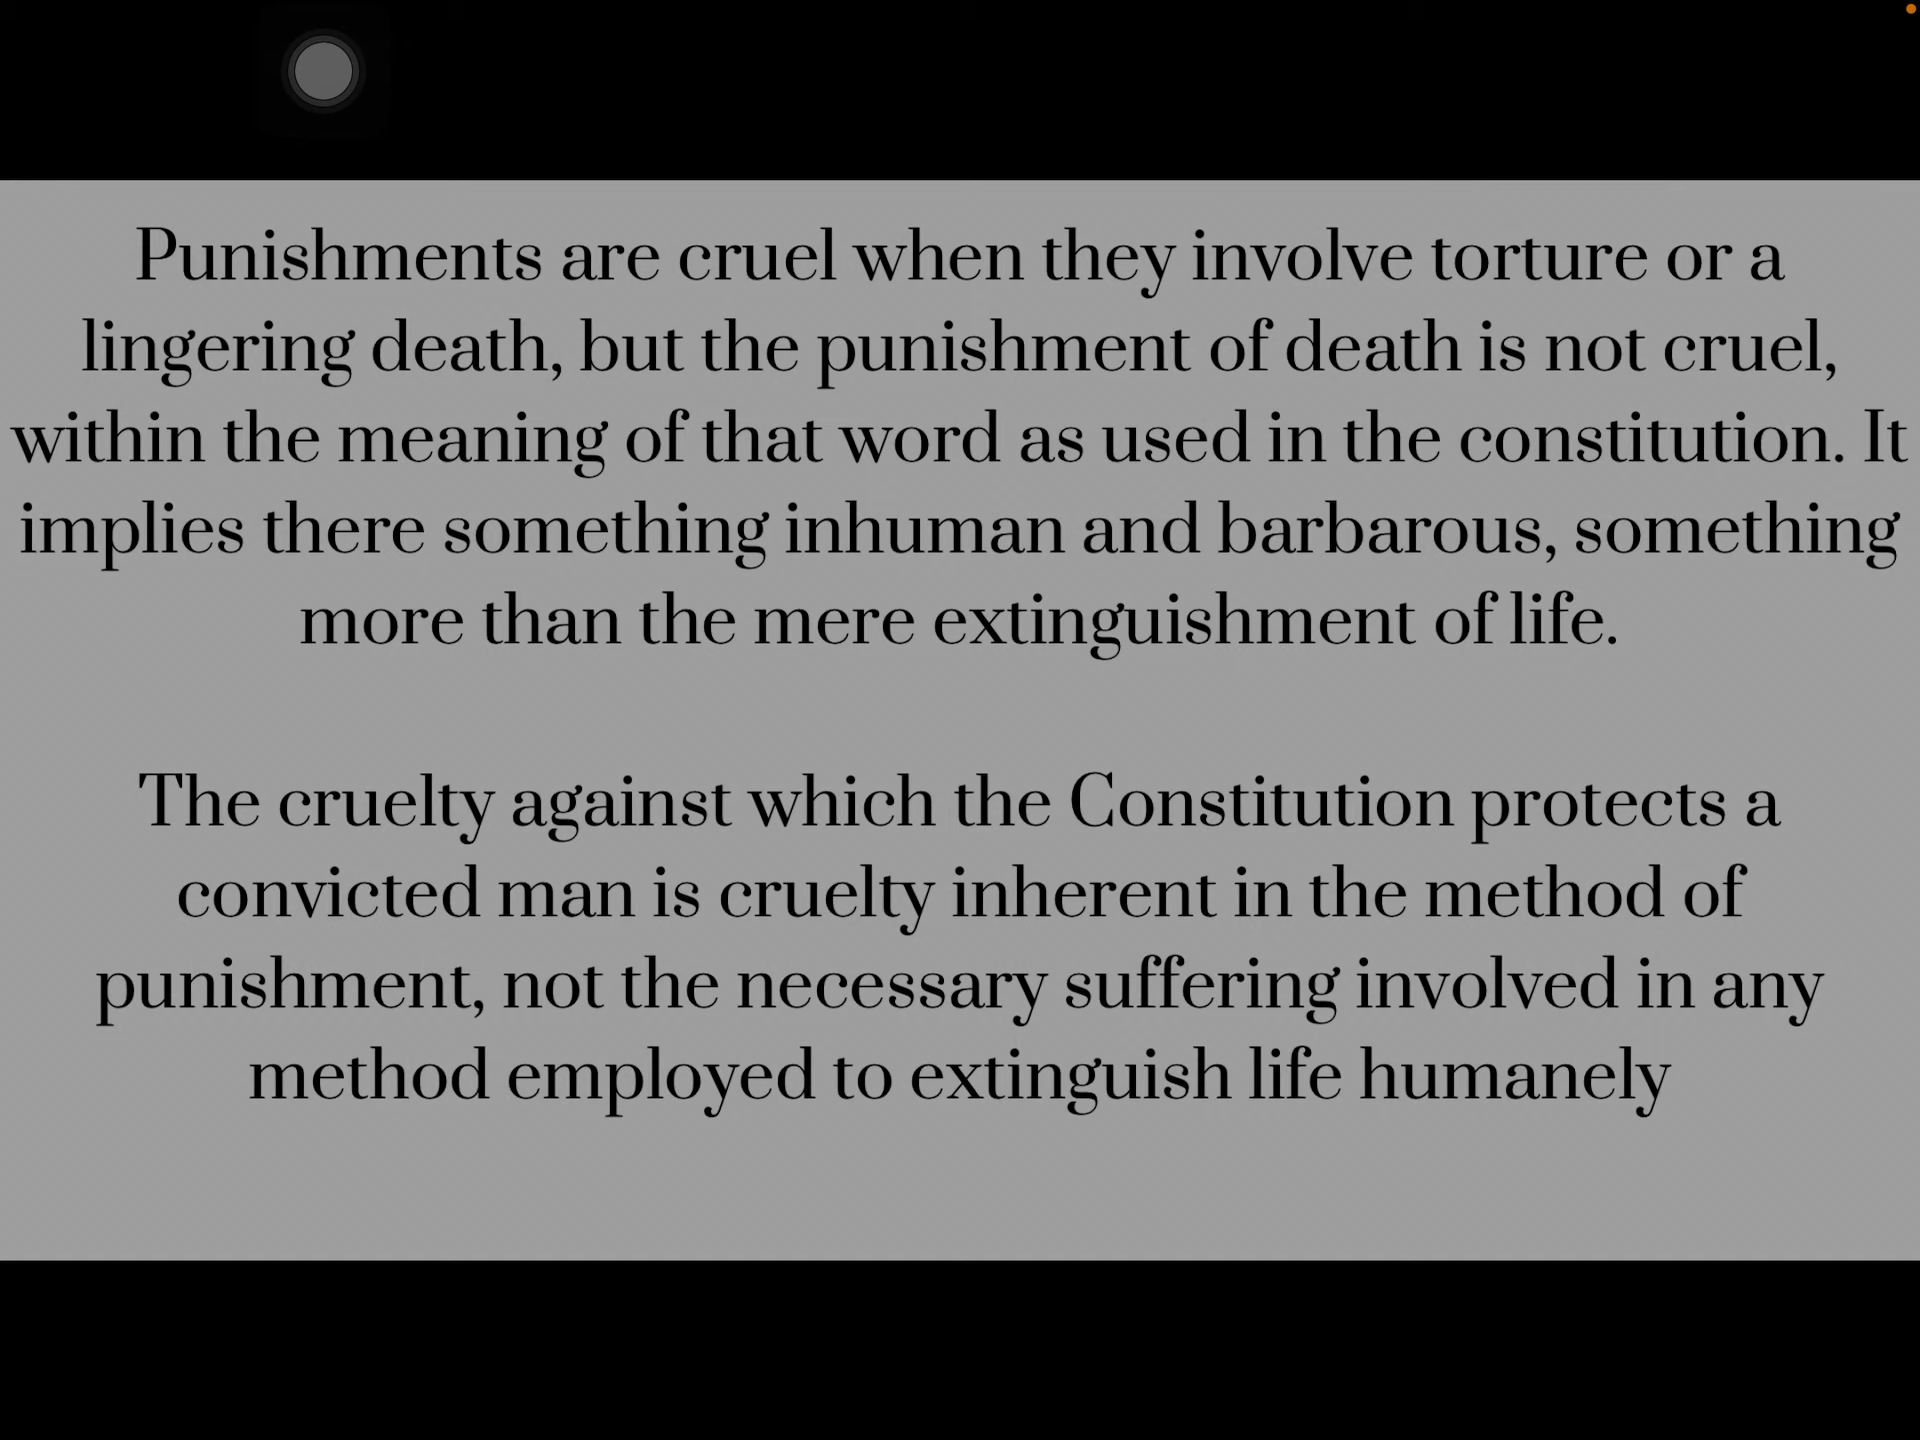 Punishments are cruel when they involve torture or a
lingering death, but the punishment of death is not cruel,
within the meaning of that word as used in the constitution. It
implies there something inhuman and barbarous, something
more than the mere extinguishment of life.
The cruelty against which the Constitution protects a
convicted man is cruelty inherent in the method of
punishment, not the necessary suffering involved in any
method employed to extinguish life humanely